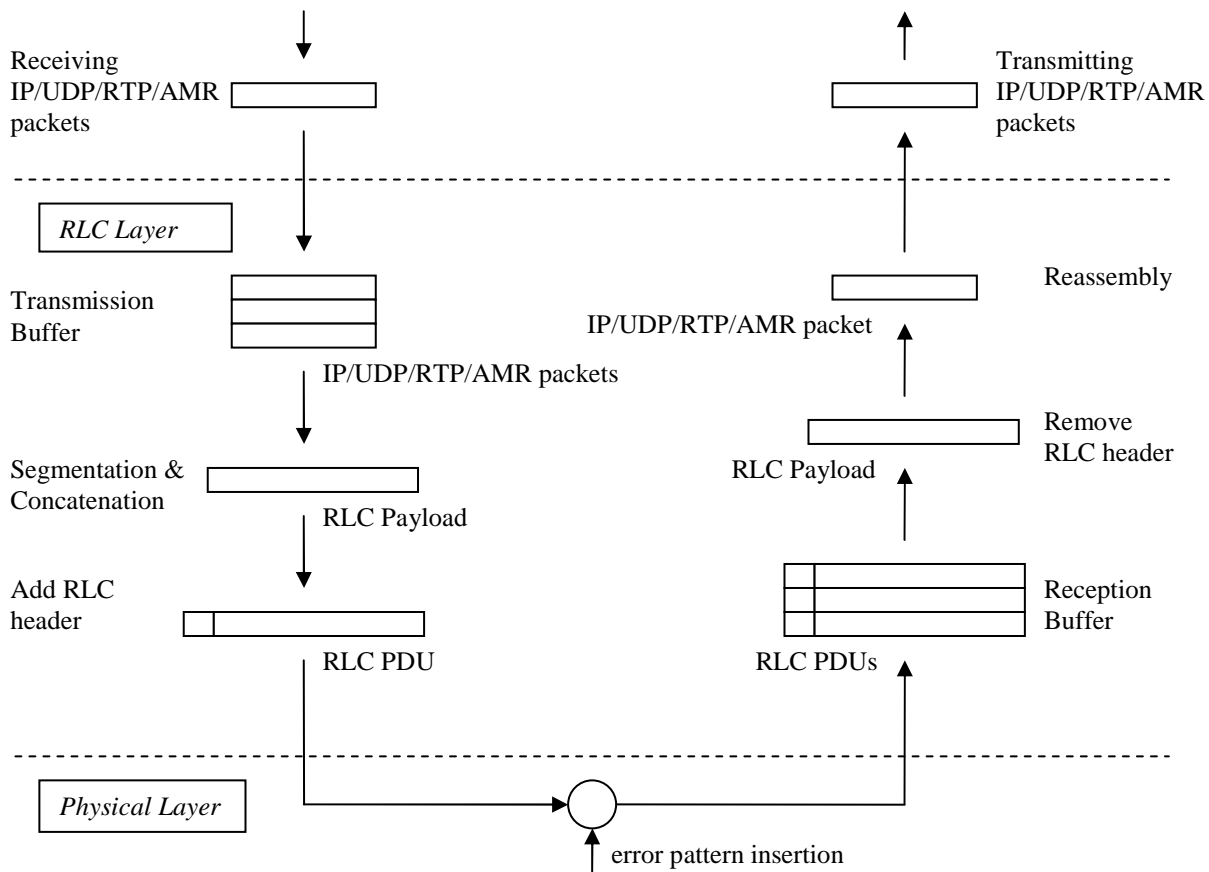 Receiving
IP/UDP/RTP/AMR
packets
Transmitting
IP/UDP/RTP/AMR
packets
RLC Layer
Transmission
Buffer
IP/UDP/RTP/AMR packets
Reassembly
IP/UDP/RTP/AMR packet
Segmentation &
Concatenation
RLC Payload
Remove
RLC header
RLC Payload
Add RLC
header
RLC PDU
Reception
Buffer
RLC PDUs
Physical Layer
error pattern insertion